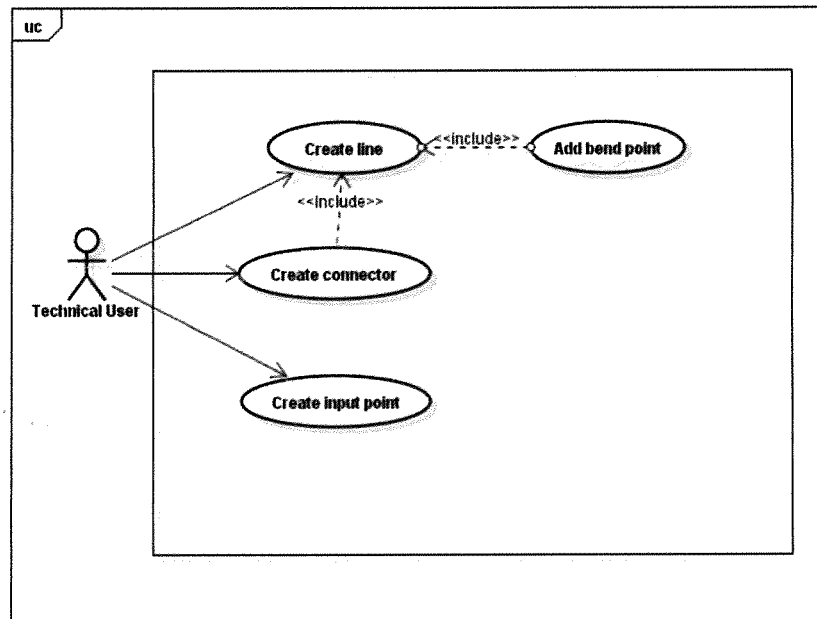 uc
Create line
<<include>>
Add bend point
<<include>>
Technical User
Create connector
Create input point